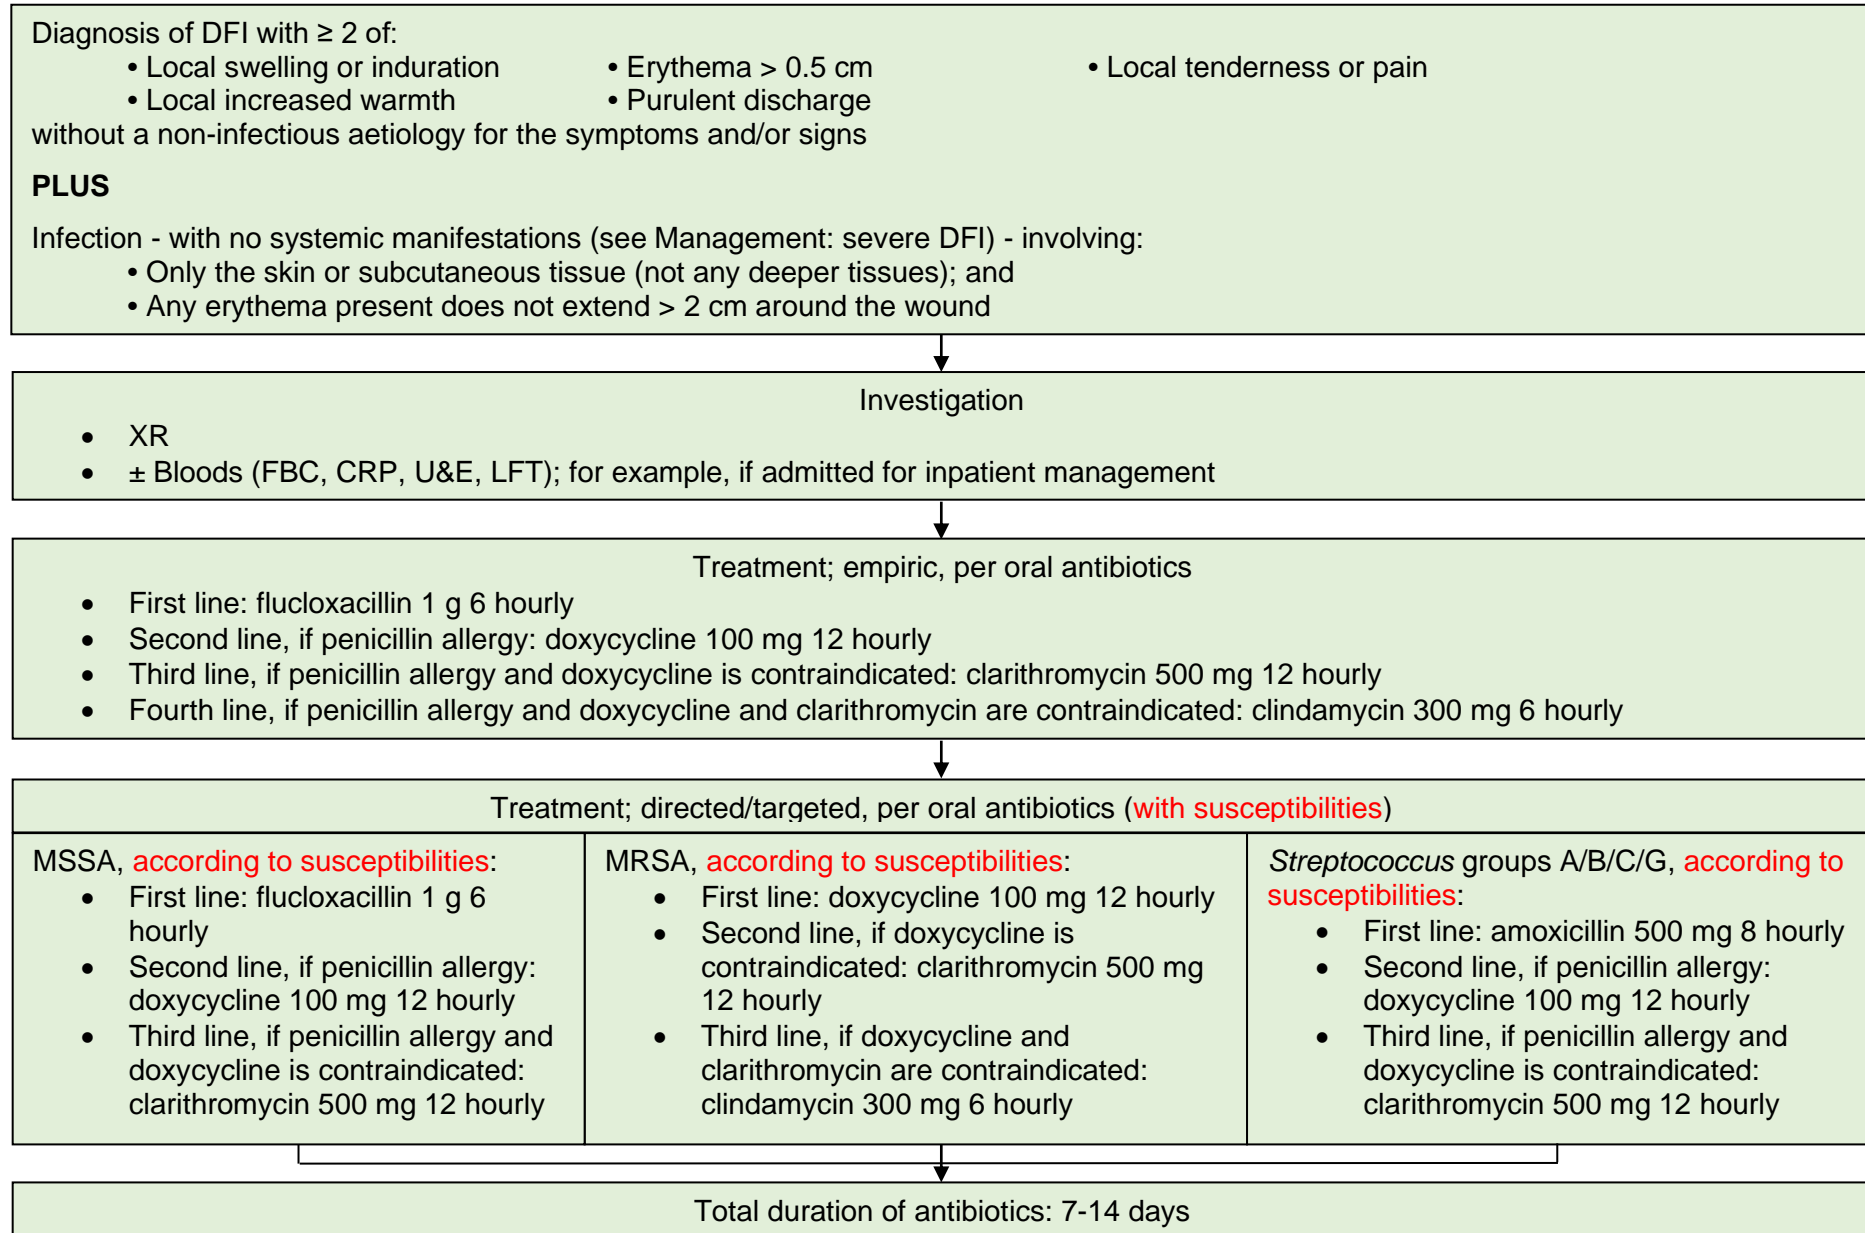 Diagnosis of DFI with ≥ 2 of:
• Local swelling or induration • Erythema > 0.5 cm • Local tenderness or pain
• Local increased warmth • Purulent discharge
without a non-infectious aetiology for the symptoms and/or signs
PLUS
Infection - with no systemic manifestations (see Management: severe DFI) - involving:
• Only the skin or subcutaneous tissue (not any deeper tissues); and
• Any erythema present does not extend > 2 cm around the wound
Investigation
• XR
• ± Bloods (FBC, CRP, U&E, LFT); for example, if admitted for inpatient management
Treatment; empiric, per oral antibiotics
• First line: flucloxacillin 1 g 6 hourly
• Second line, if penicillin allergy: doxycycline 100 mg 12 hourly
• Third line, if penicillin allergy and doxycycline is contraindicated: clarithromycin 500 mg 12 hourly
• Fourth line, if penicillin allergy and doxycycline and clarithromycin are contraindicated: clindamycin 300 mg 6 hourly
Treatment; directed/targeted, per oral antibiotics (with susceptibilities)
MSSA, according to susceptibilities:
• First line: flucloxacillin 1 g 6
hourly
• Second line, if penicillin allergy:
doxycycline 100 mg 12 hourly
• Third line, if penicillin allergy and
doxycycline is contraindicated:
clarithromycin 500 mg 12 hourly
MRSA, according to susceptibilities:
• First line: doxycycline 100 mg 12 hourly
• Second line, if doxycycline is
contraindicated: clarithromycin 500 mg
12 hourly
• Third line, if doxycycline and
clarithromycin are contraindicated:
clindamycin 300 mg 6 hourly
Streptococcus groups A/B/C/G, according to
susceptibilities:
• First line: amoxicillin 500 mg 8 hourly
• Second line, if penicillin allergy:
doxycycline 100 mg 12 hourly
• Third line, if penicillin allergy and
doxycycline is contraindicated:
clarithromycin 500 mg 12 hourly
Total duration of antibiotics: 7-14 days